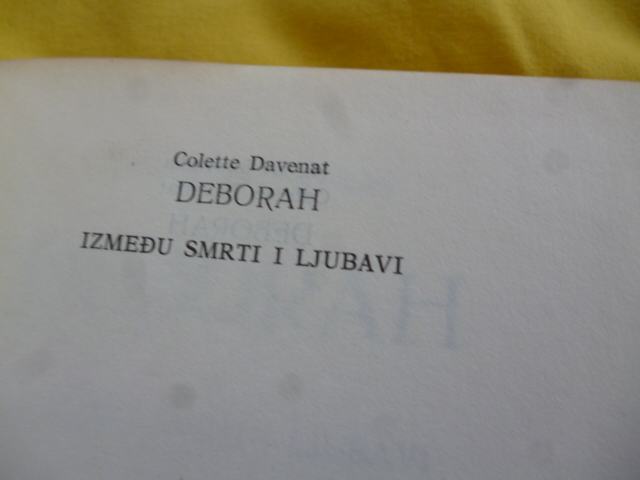 Colette Davenat
DEBORAH
IZMEĐU SMRTI I LJUBAVI